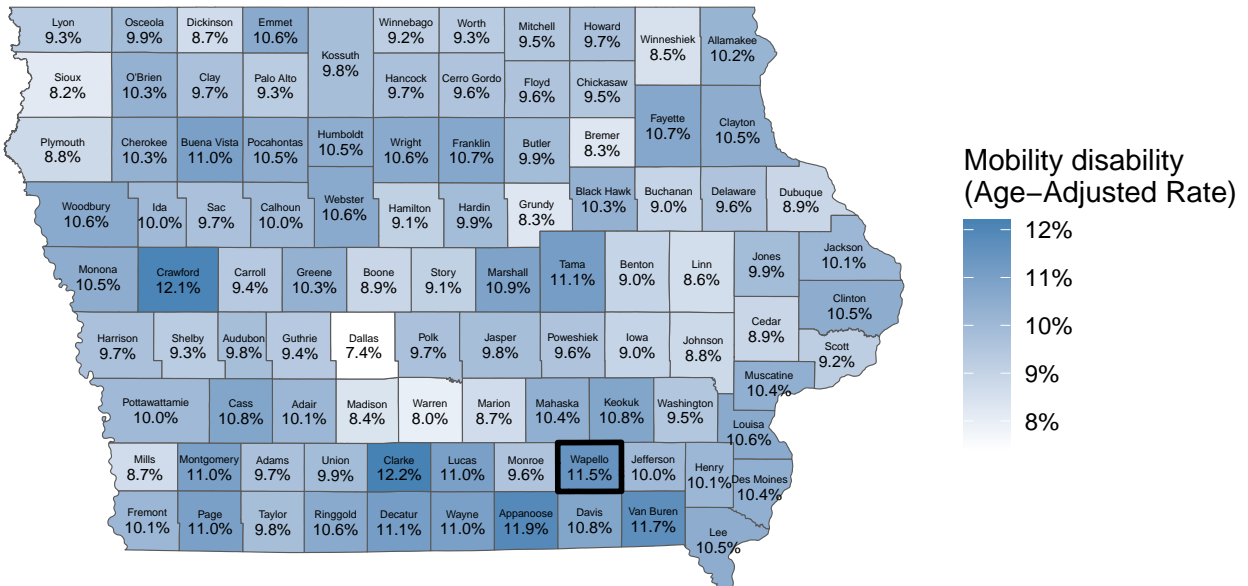 Lyon
9.3%
Osceola
9.9%
Dickinson
8.7%
Emmet
10.6%
Kossuth
9.8%
Winnebago
9.2%
Worth
9.3%
Mitchell
9.5%
Howard
9.7%
Winneshiek
8.5%
Allamakee
10.2%
Sioux
8.2%
O'Brien
10.3%
Clay
9.7%
Palo Alto
9.3%
Hancock
9.7%
Cerro Gordo
9.6%
Floyd
9.6%
Chickasaw
9.5%
Fayette
10.7%
Clayton
10.5%
Plymouth
8.8%
Cherokee
10.3%
Buena Vista
11.0%
Pocahontas
10.5%
Humboldt
10.5%
Wright
10.6%
Franklin
10.7%
Butler
9.9%
Bremer
8.3%
Woodbury
10.6%
Ida
10.0%
Sac
9.7%
Calhoun
10.0%
Webster
10.6%
Hamilton
9.1%
Hardin
9.9%
Grundy
8.3%
Black Hawk
10.3%
Buchanan
9.0%
Delaware
9.6%
Dubuque
8.9%
Monona
10.5%
Crawford
12.1%
Carroll
9.4%
Greene
10.3%
Boone
8.9%
Story
9.1%
Marshall
10.9%
Tama
11.1%
Benton
9.0%
Linn
8.6%
Jones
9.9%
Jackson
10.1%
Clinton
10.5%
Harrison
9.7%
Shelby
9.3%
Audubon
9.8%
Guthrie
9.4%
Dallas
7.4%
Polk
9.7%
Jasper
9.8%
Poweshiek
9.6%
Iowa
9.0%
Johnson
8.8%
Cedar
8.9%
Scott
9.2%
Muscatine
10.4%
Pottawattamie
10.0%
Cass
10.8%
Adair
10.1%
Madison
8.4%
Warren
8.0%
Marion
8.7%
Mahaska
10.4%
Keokuk
10.8%
Washington
9.5%
Louisa
10.6%
Mills
8.7%
Montgomery
11.0%
Adams
9.7%
Union
9.9%
Clarke
12.2%
Lucas
11.0%
Monroe
9.6%
Wapello
11.5%
Jefferson
10.0%
Henry
10.1%
Des Moines
10.4%
Fremont
10.1%
Page
11.0%
Taylor
9.8%
Ringgold
10.6%
Decatur
11.1%
Wayne
11.0%
Appanoose
11.9%
Davis
10.8%
Van Buren
11.7%
Lee
10.5%
Mobility disability
(Age−Adjusted Rate)
12%
11%
10%
9%
8%